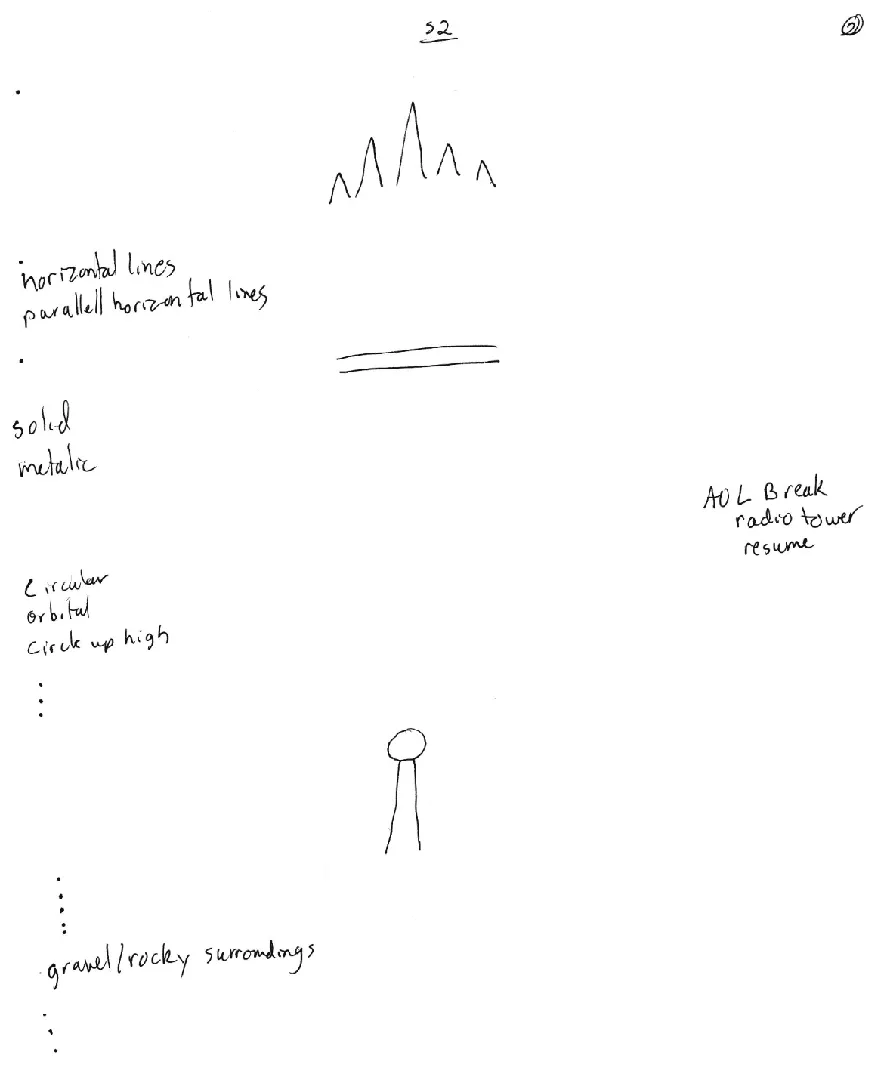 S2
2
horizontal lines
parallell horizontal lines
solid
metalic
AOL Break
radio tower
resume
Circular
orbital
Circle up high
gravel/rocky surroundings